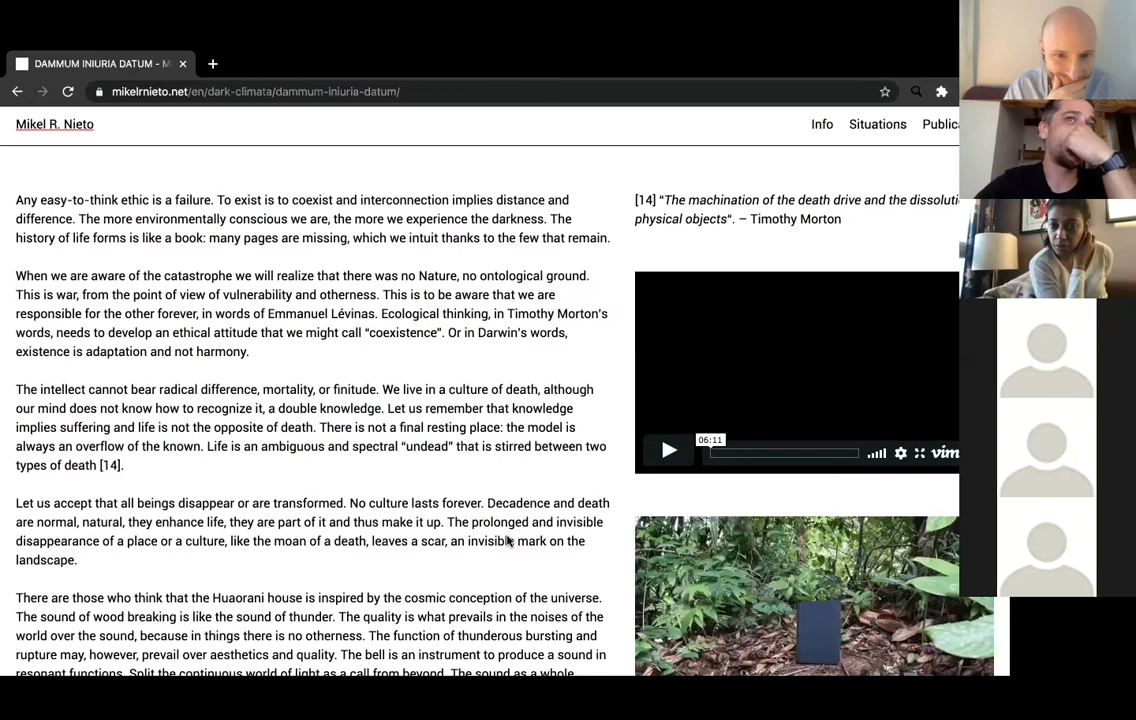 DAMMUM INIURIA DATUM - M
mikelrnieto.net/en/dark-climata/dammum-iniuria-datum/
Mikel R. Nieto
Info Situations Publica
Any easy-to-think ethic is a failure. To exist is to coexist and interconnection implies distance and
difference. The more environmentally conscious we are, the more we experience the darkness. The
history of life forms is like a book: many pages are missing, which we intuit thanks to the few that remain.
When we are aware of the catastrophe we will realize that there was no Nature, no ontological ground.
This is war, from the point of view of vulnerability and otherness. This is to be aware that we are
responsible for the other forever, in words of Emmanuel Lévinas. Ecological thinking, in Timothy Morton's
words, needs to develop an ethical attitude that we might call “coexistence”. Or in Darwin's words,
existence is adaptation and not harmony.
The intellect cannot bear radical difference, mortality, or finitude. We live in a culture of death, although
our mind does not know how to recognize it, a double knowledge. Let us remember that knowledge
implies suffering and life is not the opposite of death. There is not a final resting place: the model is
always an overflow of the known. Life is an ambiguous and spectral “undead” that is stirred between two
types of death [14].
Let us accept that all beings disappear or are transformed. No culture lasts forever. Decadence and death
are normal, natural, they enhance life, they are part of it and thus make it up. The prolonged and invisible
disappearance of a place or a culture, like the moan of a death, leaves a scar, an invisible mark on the
landscape.
There are those who think that the Huaorani house is inspired by the cosmic conception of the universe.
The sound of wood breaking is like the sound of thunder. The quality is what prevails in the noises of the
world over the sound, because in things there is no otherness. The function of thunderous bursting and
rupture may, however, prevail over aesthetics and quality. The bell is an instrument to produce a sound in
resonant functions. Split the continuous world of light as a call from beyond. The sound as a whole
[14] “The machination of the death drive and the dissoluti
physical objects“. – Timothy Morton
06:11
vim